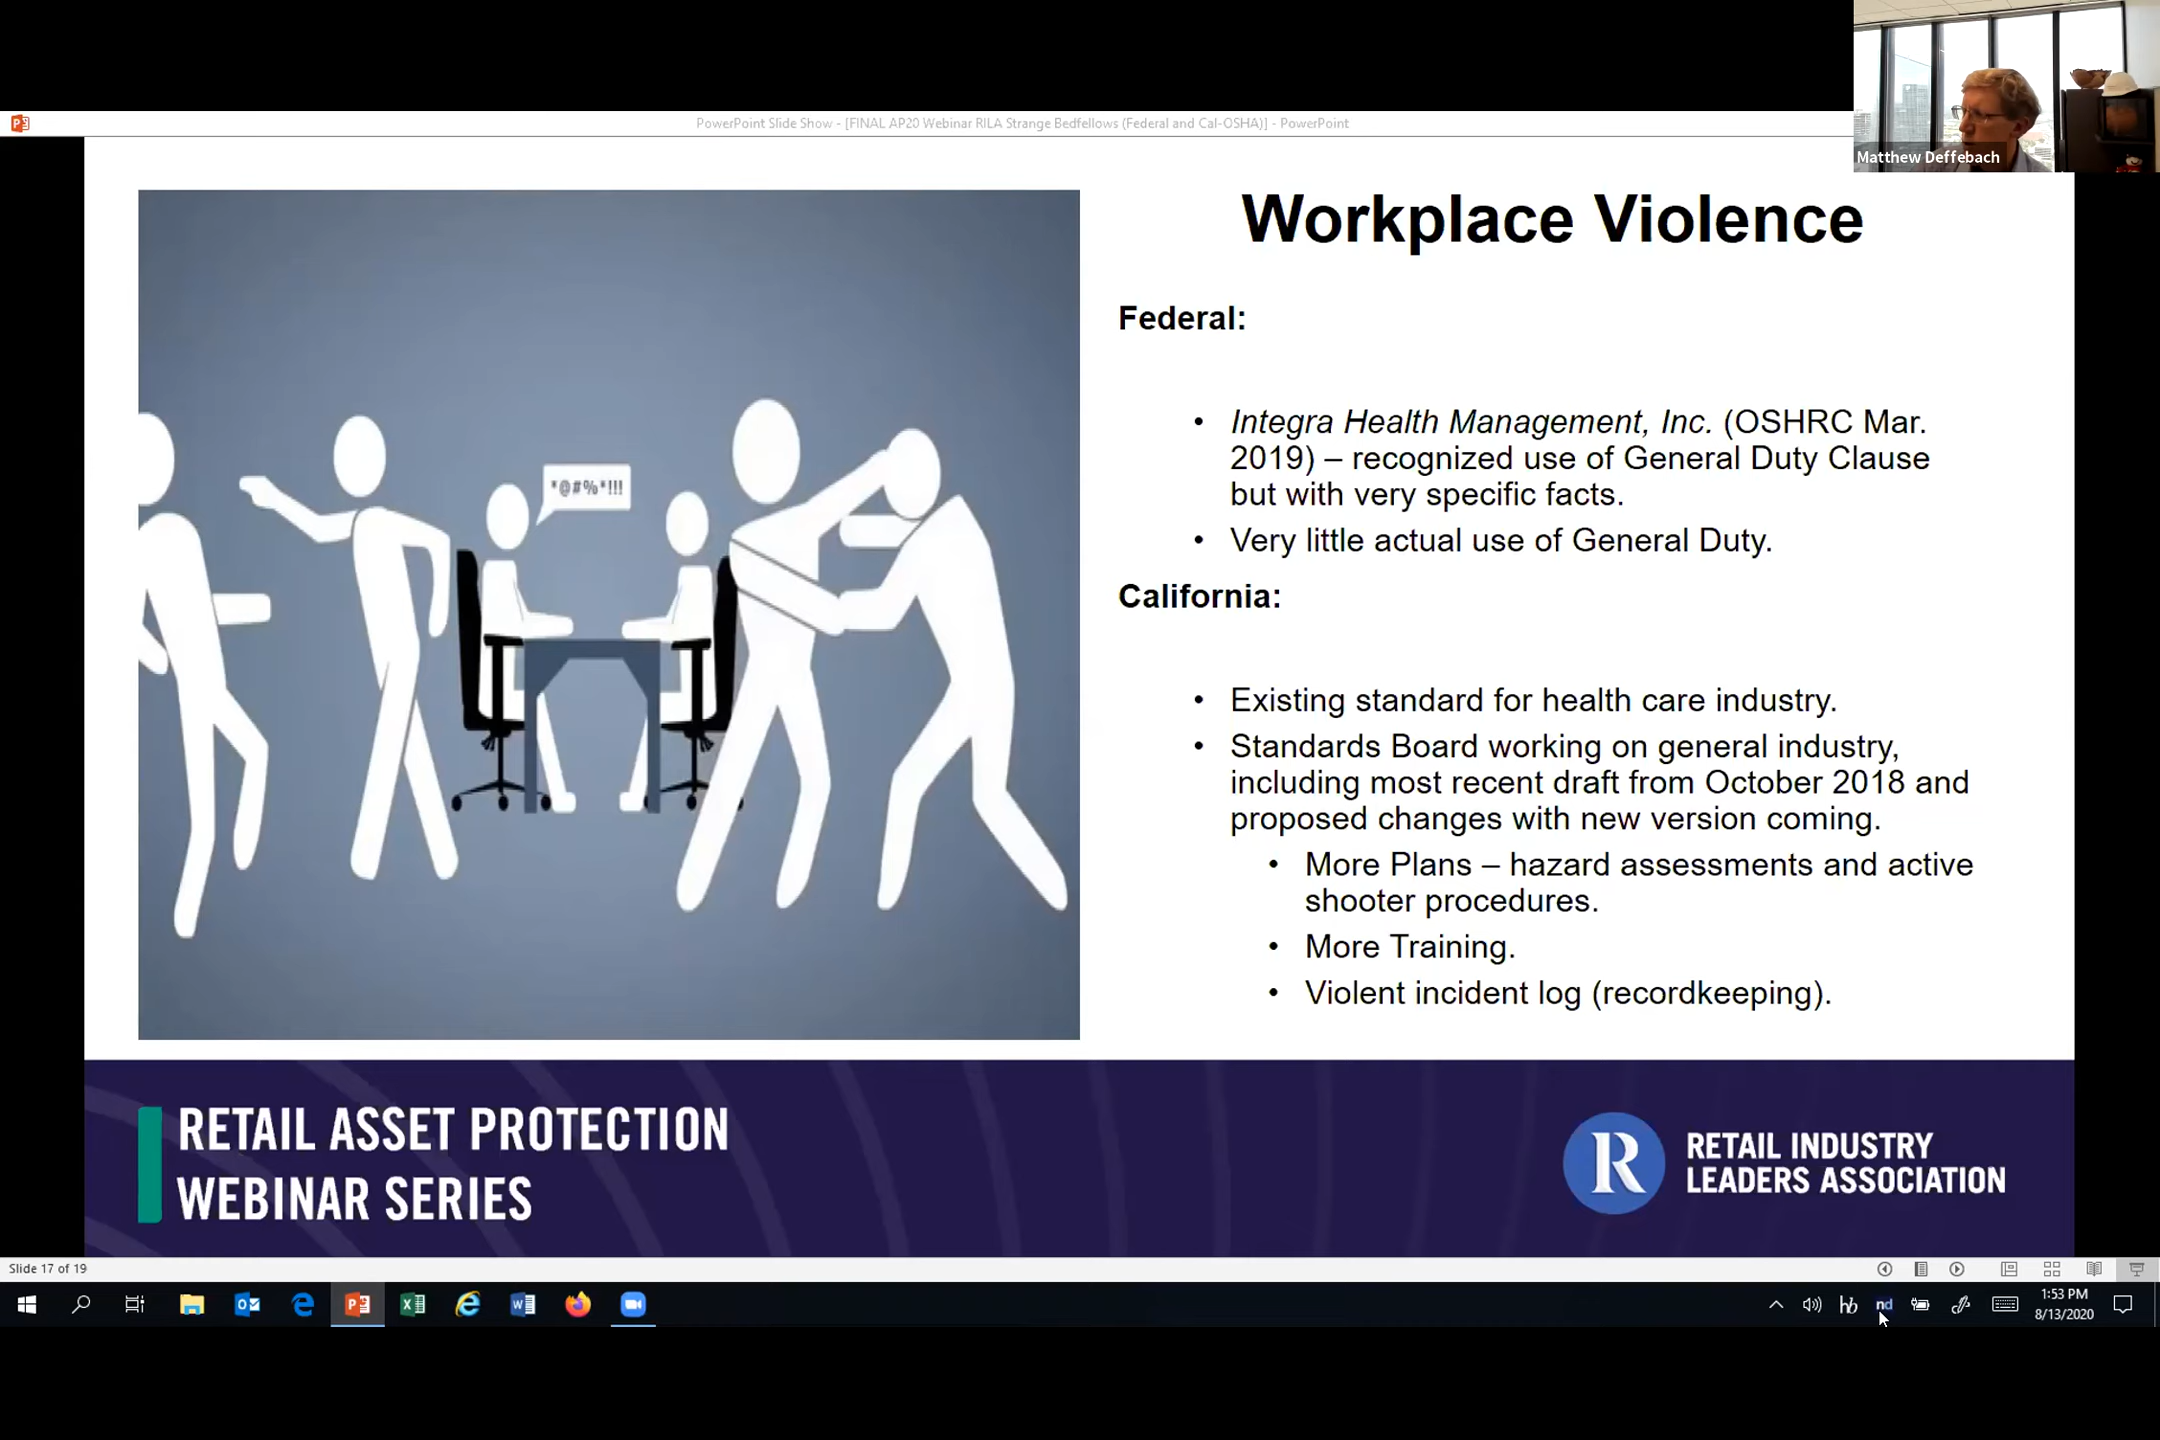 PowerPoint Slide Show - [FINAL AP20 Webinar RILA Strange Bedfellows (Federal and Cal-OSHA)] - PowerPoint
Matthew Deffebach
Workplace Violence
*@#%*!!!
Federal:
• Integra Health Management, Inc. (OSHRC Mar.
2019) – recognized use of General Duty Clause
but with very specific facts.
• Very little actual use of General Duty.
California:
• Existing standard for health care industry.
• Standards Board working on general industry,
including most recent draft from October 2018 and
proposed changes with new version coming.
• More Plans – hazard assessments and active
shooter procedures.
• More Training.
• Violent incident log (recordkeeping).
RETAIL ASSET PROTECTION
WEBINAR SERIES
R
RETAIL INDUSTRY
LEADERS ASSOCIATION
Slide 17 of 19
hb
nd
1:53 PM
8/13/2020